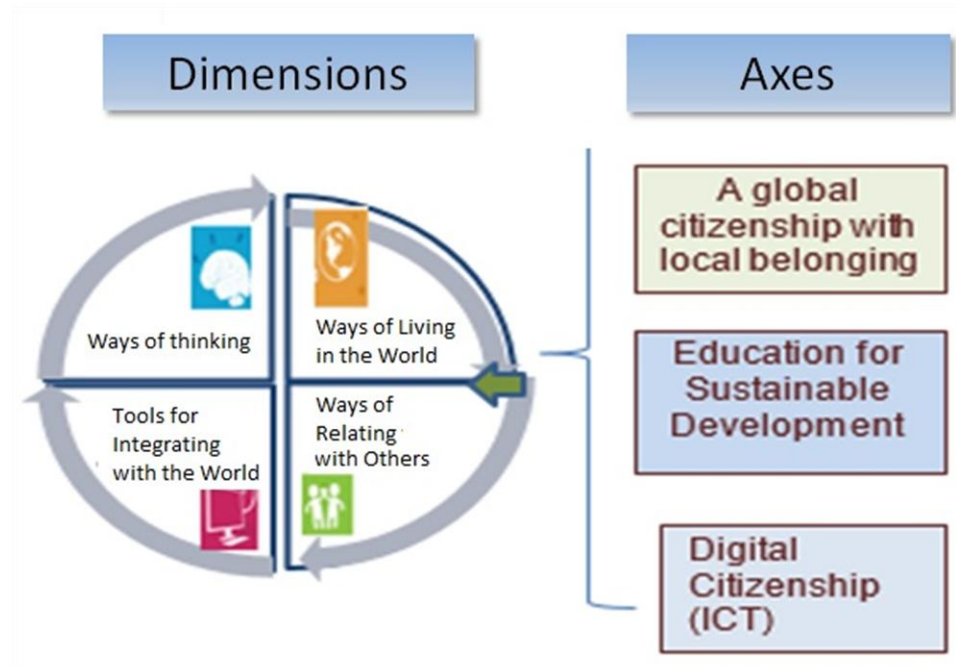 Dimensions
Axes
Ways of thinking
Ways of Living
in the World
Tools for
Integrating
with the World
Ways of
Relating
with Others
A global
citizenship with
local belonging
Education for
Sustainable
Development
Digital
Citizenship
(ICT)